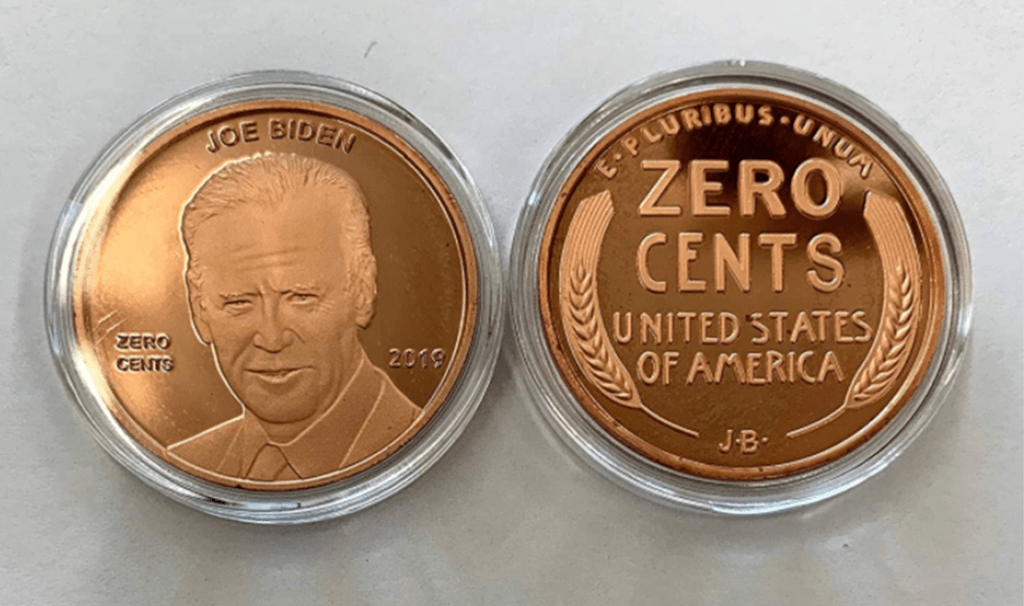 JOE BIDEN
ZERO
CENTS
2019
E·PLURIBUS·UNUM
ZERO
CENTS
UNITED STATES
OF AMERICA
J·B·